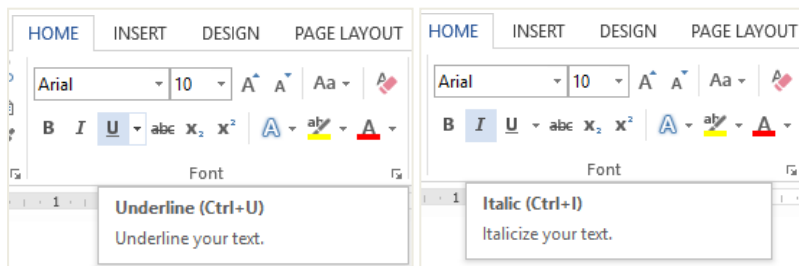 HOME INSERT DESIGN PAGE LAYOUT
Arial 10 A A Aa A
B I U abc X₂ X² A ab A
Font
1
Underline (Ctrl+U)
Underline your text.
HOME INSERT DESIGN PAGE LAYOUT
Arial 10 A A Aa A
B I U abc X₂ X² A ab A
Font
1
Italic (Ctrl+I)
Italicize your text.